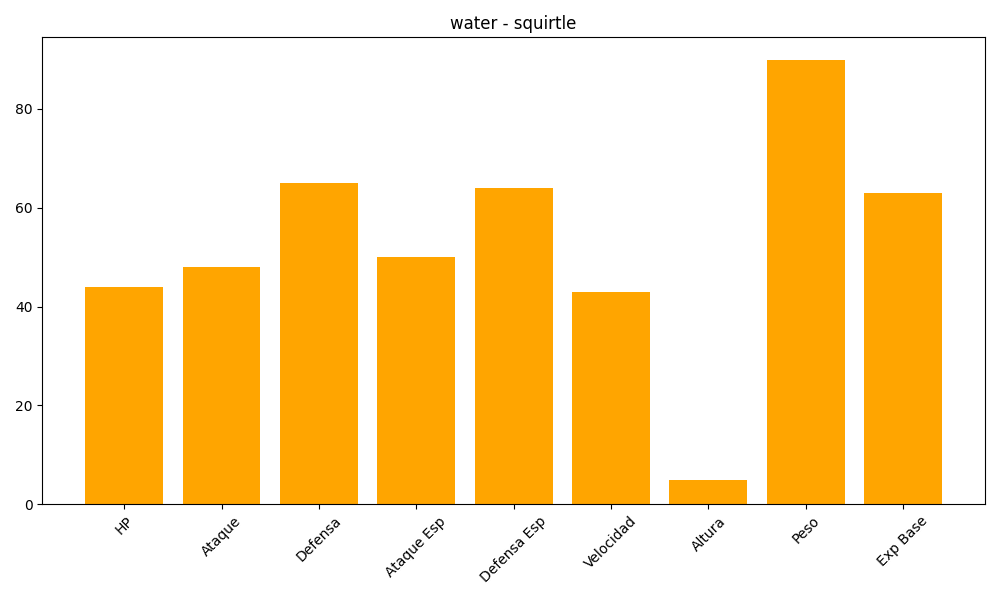 water - squirtle
80
60
40
20
0
HP
Ataque
Defensa
Ataque Esp
Defensa Esp
Velocidad
Altura
Peso
Exp Base